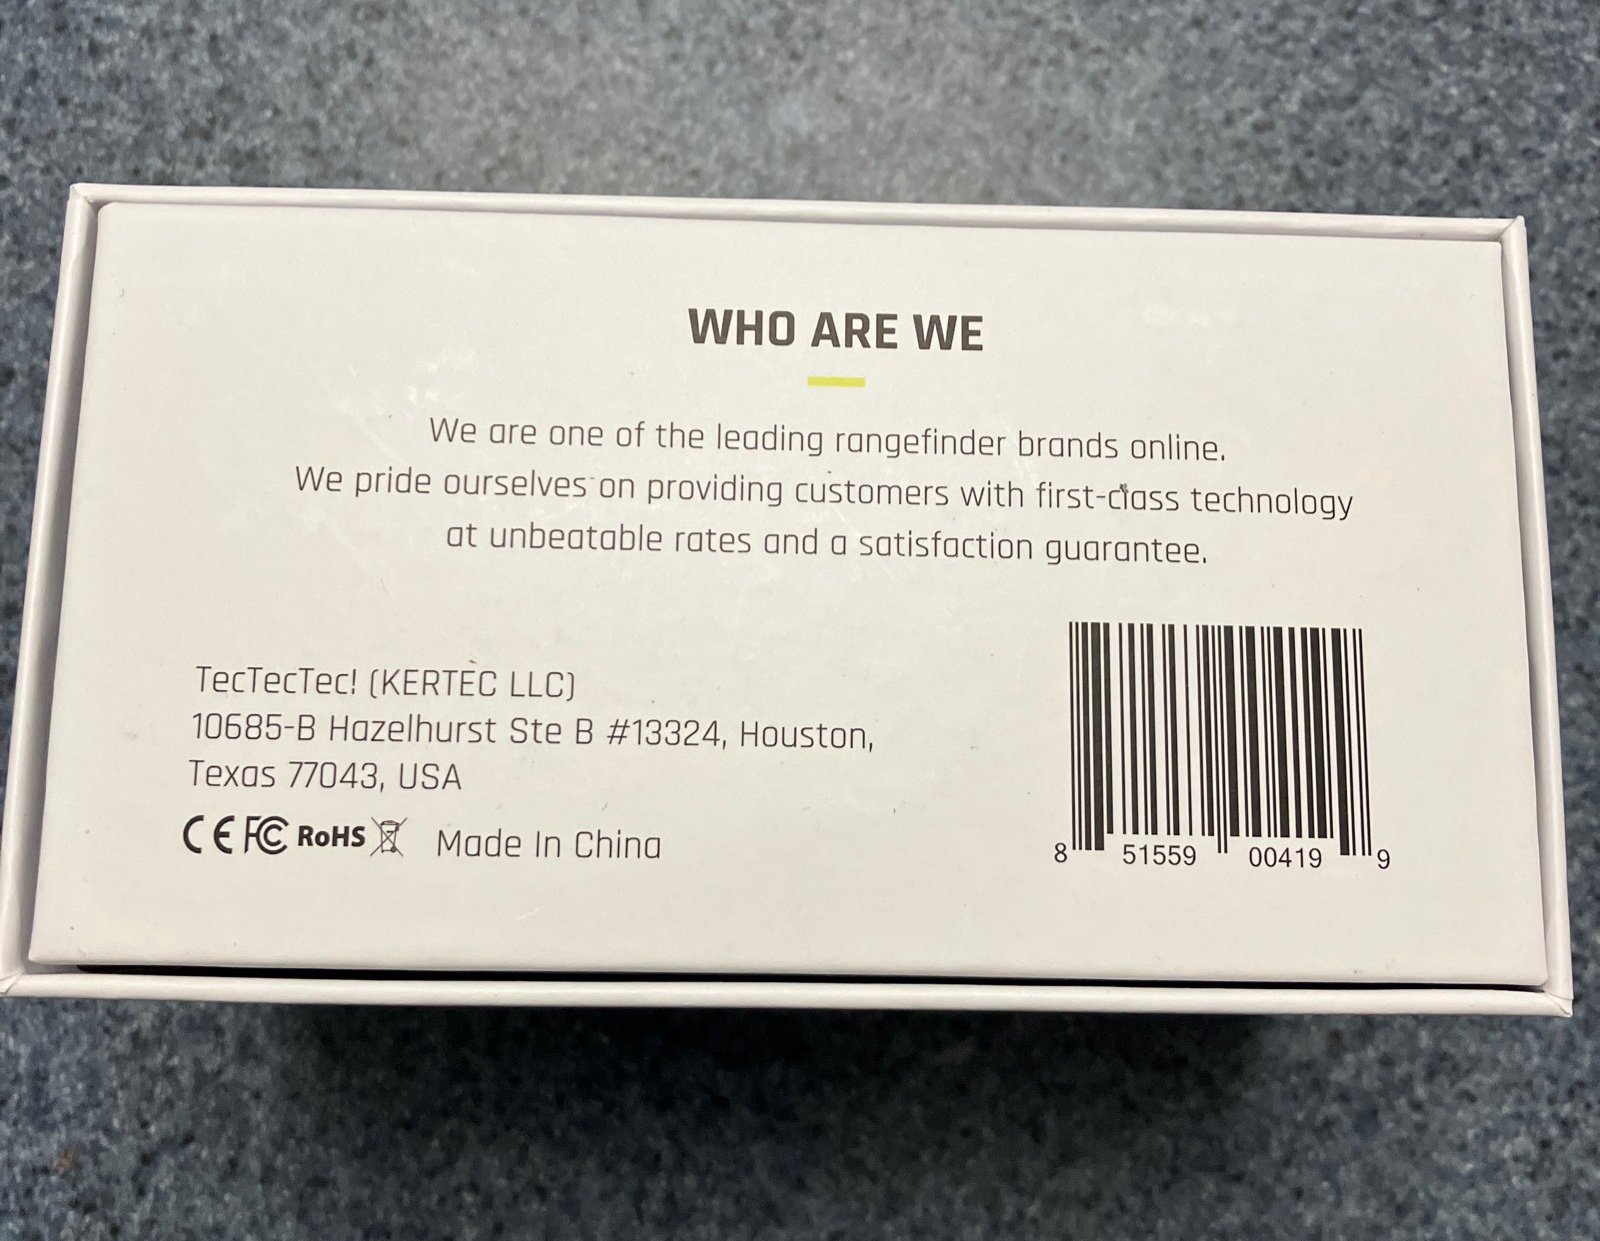 WHO ARE WE
We are one of the leading rangefinder brands online.
We pride ourselves on providing customers with first-class technology
at unbeatable rates and a satisfaction guarantee.
TecTecTec! (KERTEC LLC)
10685-B Hazelhurst Ste B #13324, Houston,
Texas 77043, USA
CE FC RoHS Made In China
8 51559 00419 9